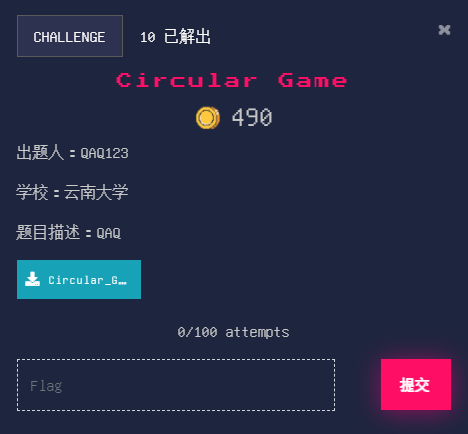 CHALLENGE 10 已解出
Circular Game
490
出题人：QAQ123
学校：云南大学
题目描述：QAQ
Circular_G…
0/100 attempts
Flag
提交